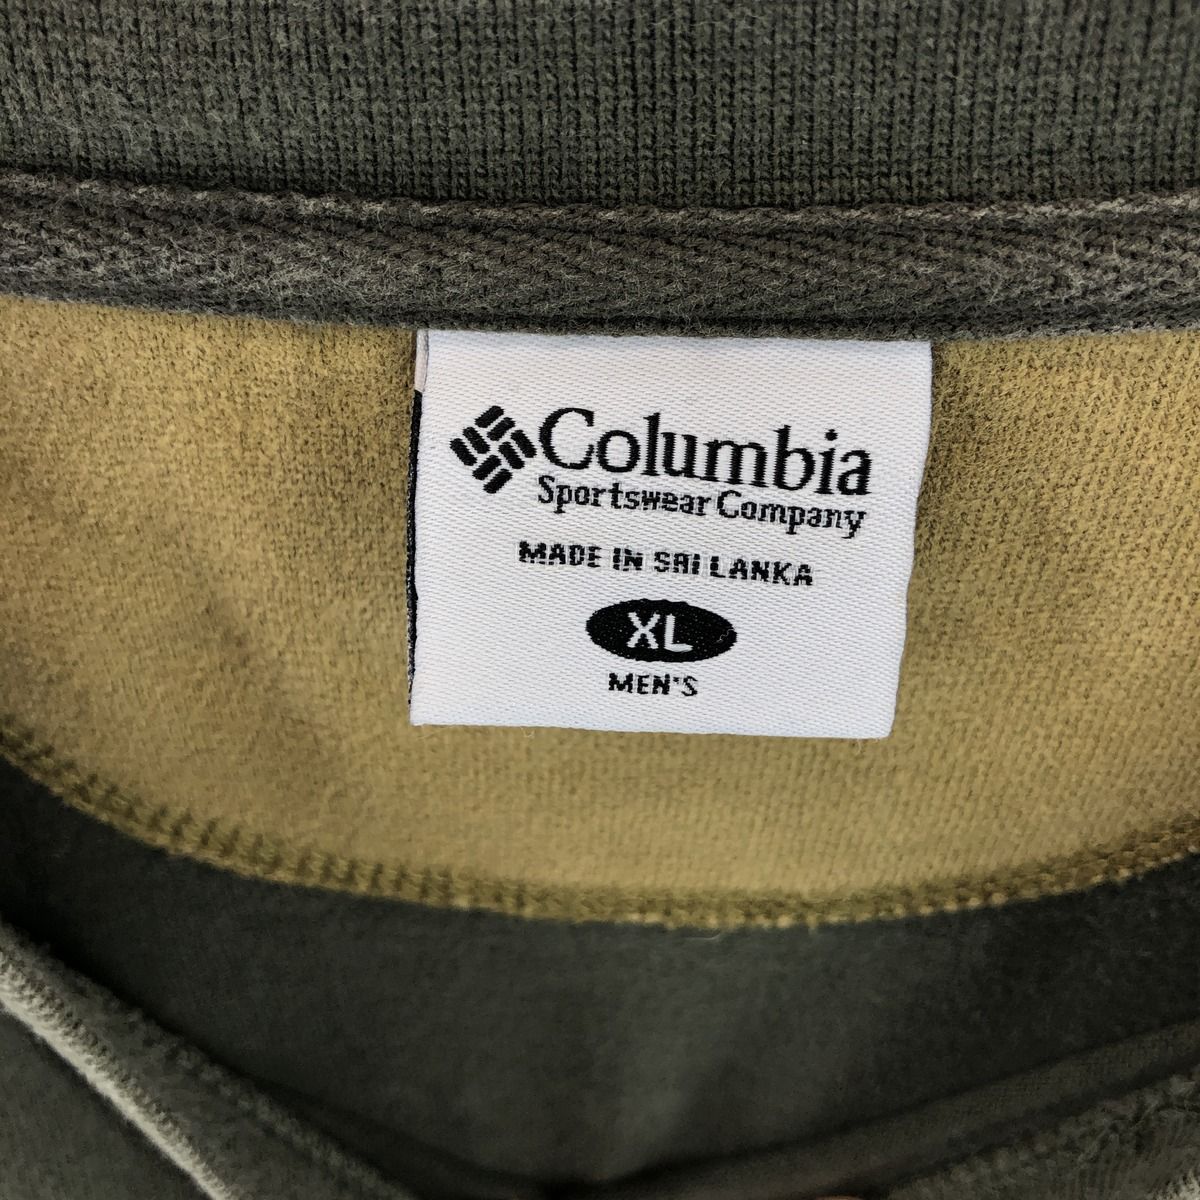 Columbia
Sportswear Company
MADE IN SRI LANKA
XL
MEN'S